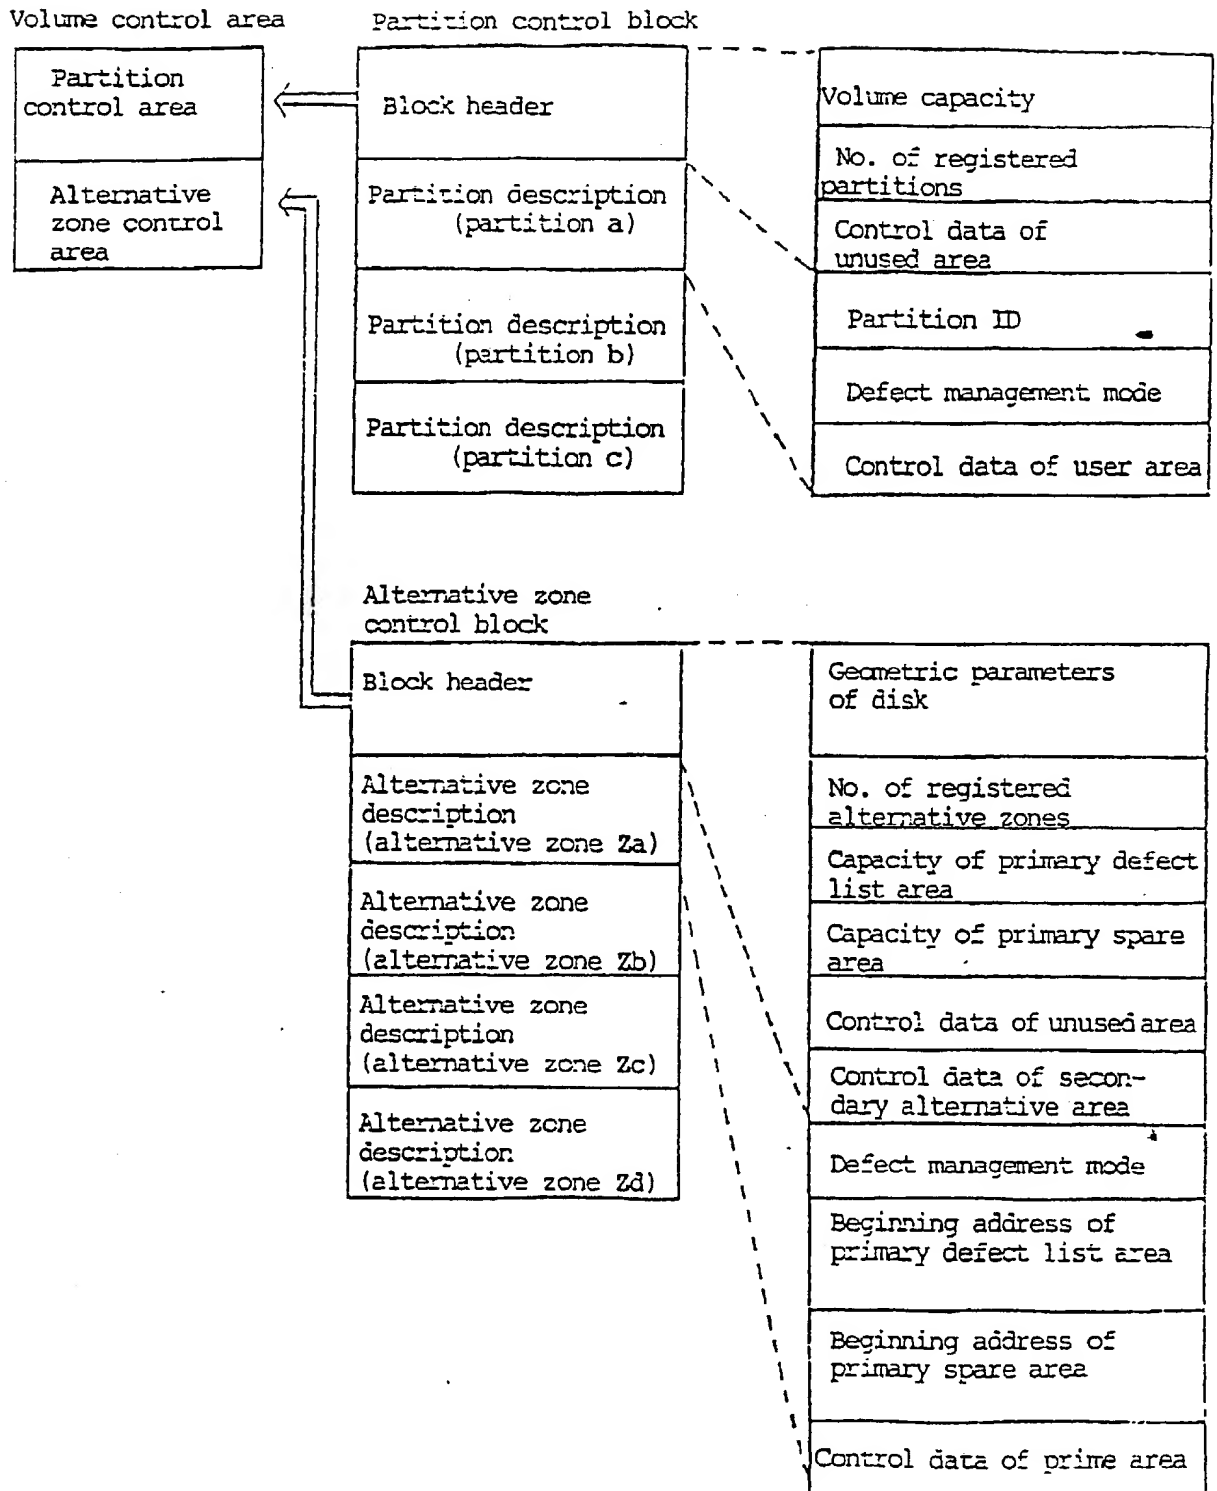 Volume control area
Partition
control area
Alternative
zone control
area
Partition control block
Block header
Partition description
(partition a)
Partition description
(partition b)
Partition description
(partition c)
Volume capacity
No. of registered
partitions
Control data of
unused area
Partition ID
Defect management mode
Control data of user area
Alternative zone
control block
Block header
Alternative zone
description
(alternative zone Za)
Alternative zone
description
(alternative zone Zb)
Alternative zone
description
(alternative zone Zc)
Alternative zone
description
(alternative zone Zd)
Geometric parameters
of disk
No. of registered
alternative zones
Capacity of primary defect
list area
Capacity of primary spare
area
Control data of unused area
Control data of secon-
dary alternative area
Defect management mode
Beginning address of
primary defect list area
Beginning address of
primary spare area
Control data of prime area